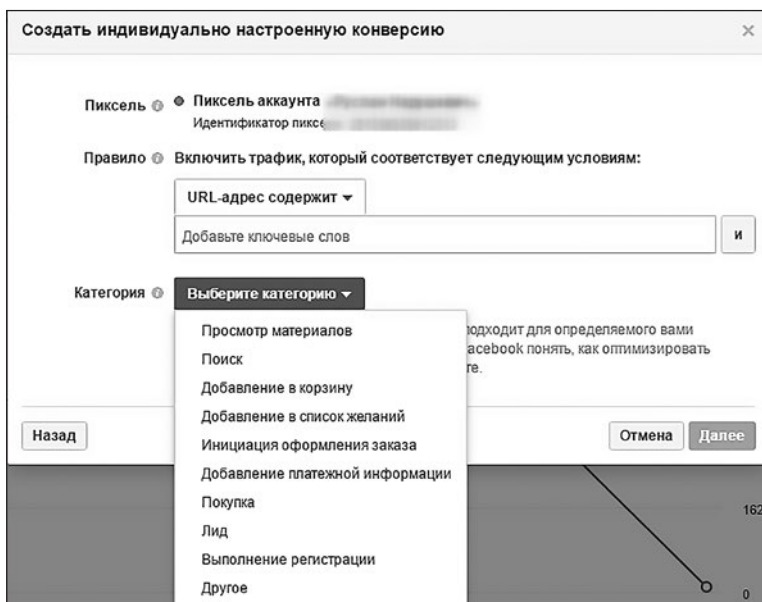 Создать индивидуально настроенную конверсию
Пиксель
Пиксель аккаунта
Идентификатор пиксе
Правило
Включить трафик, который соответствует следующим условиям:
URL-адрес содержит
Добавьте ключевые слов
и
Категория
Выберите категорию
Просмотр материалов
подходит для определяемого вами
Поиск
acebook понять, как оптимизировать
те.
Добавление в корзину
Добавление в список желаний
Назад
Инициация оформления заказа
Отмена
Далее
Добавление платежной информации
Покупка
162
Лид
Выполнение регистрации
Другое
0